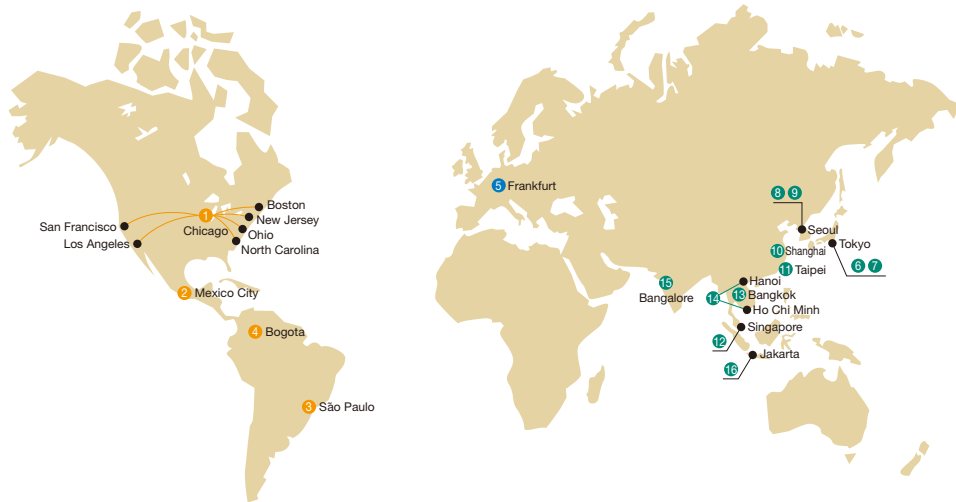 1
Chicago
San Francisco
Los Angeles
Boston
New Jersey
Ohio
North Carolina
2 Mexico City
4 Bogota
3 São Paulo
5 Frankfurt
8 9
Seoul
10 Shanghai
Tokyo
6 7
11 Taipei
15
Bangalore
Hanoi
14
13 Bangkok
Ho Chi Minh
Singapore
12
Jakarta
16